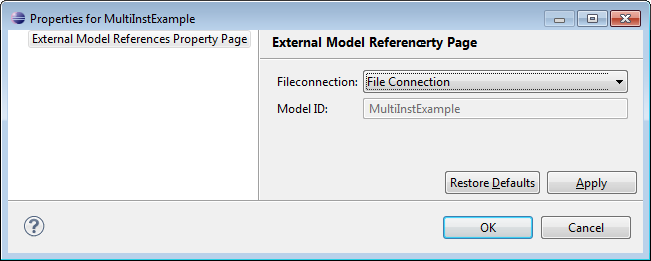 Properties for MultiInstExample
External Model References Property Page
External Model Referencerty Page
Fileconnection: File Connection
Model ID: MultiInstExample
Restore Defaults Apply
? OK Cancel